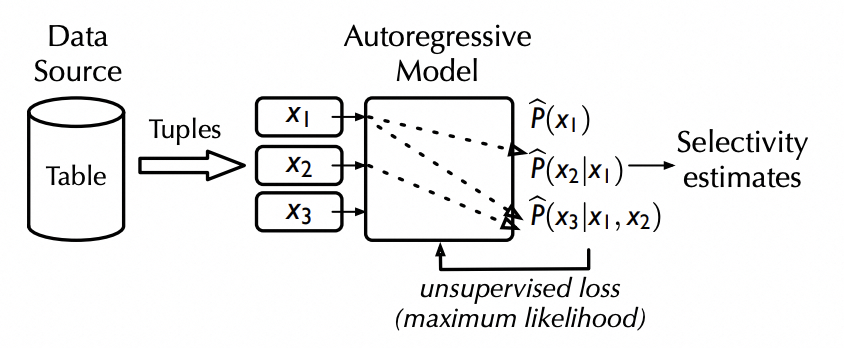 Data
Source
Table
Tuples
x₁
x₂
x₃
Autoregressive
Model
P̂(x₁)
P̂(x₂|x₁)
P̂(x₃|x₁, x₂)
Selectivity
estimates
unsupervised loss
(maximum likelihood)